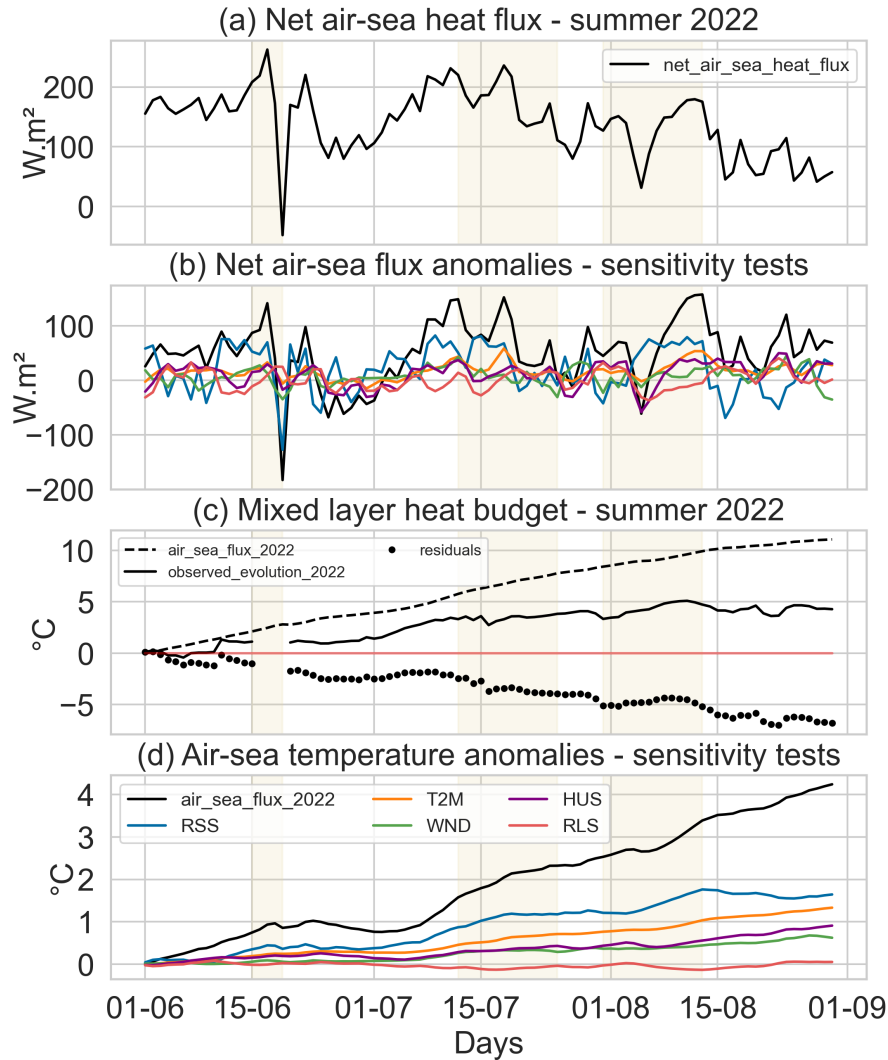 (a) Net air-sea heat flux - summer 2022
net_air_sea_heat_flux
W.m²
200
100
0
(b) Net air-sea flux anomalies - sensitivity tests
W.m²
100
0
−100
−200
(c) Mixed layer heat budget - summer 2022
air_sea_flux_2022 residuals
observed_evolution_2022
°C
10
5
0
−5
(d) Air-sea temperature anomalies - sensitivity tests
air_sea_flux_2022 T2M HUS
RSS WND RLS
°C
4
3
2
1
0
01-06 15-06 01-07 15-07 01-08 15-08 01-09
Days